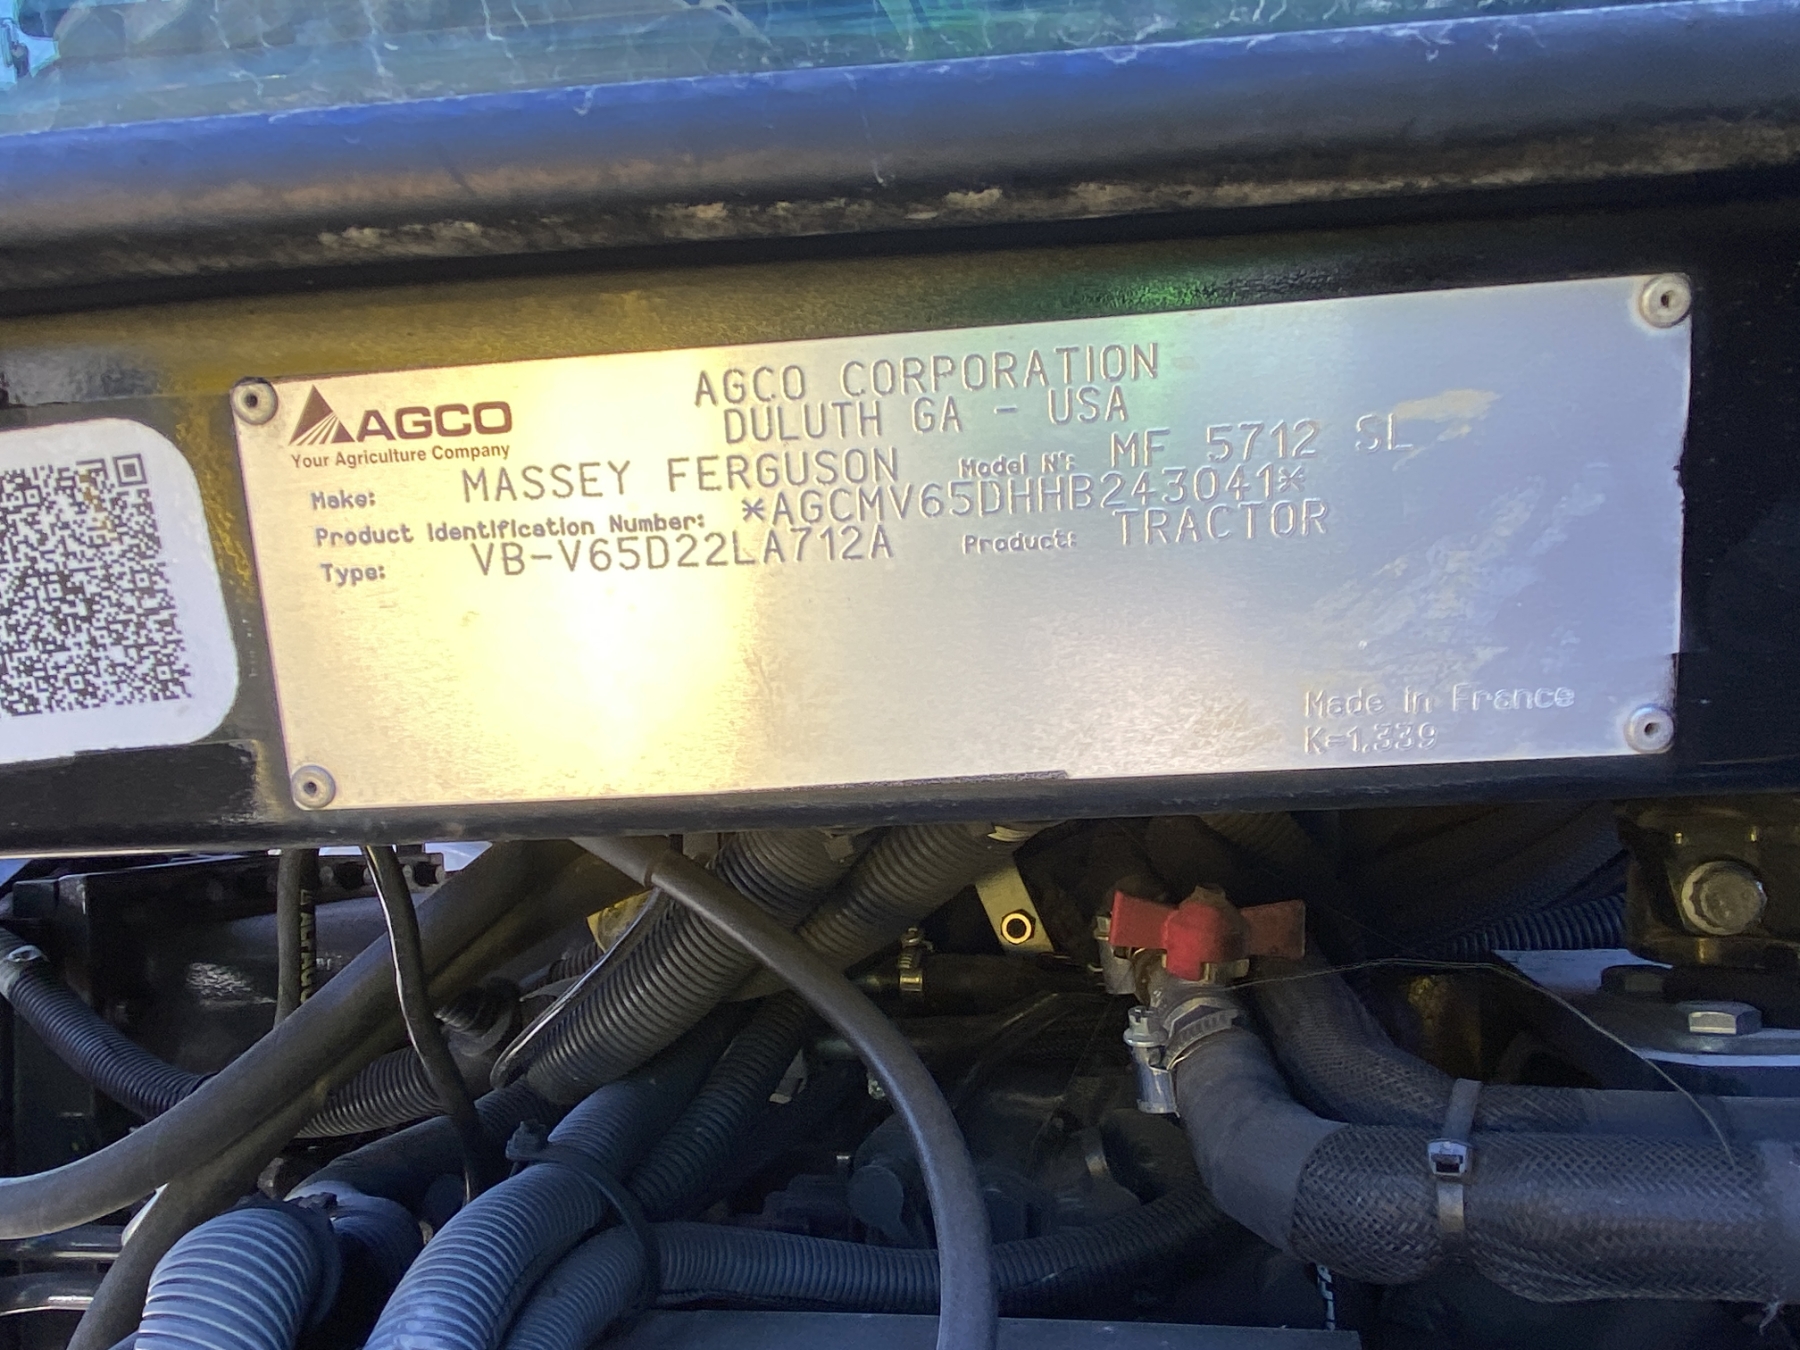 AGCO CORPORATION
DULUTH GA - USA
AGCO
Your Agriculture Company
Make: MASSEY FERGUSON Model N°: MF 5712 SL
Product Identification Number: *AGCMV65DHHB243041*
Type: VB-V65D22LA712A Product: TRACTOR
Made in France
K=1.339